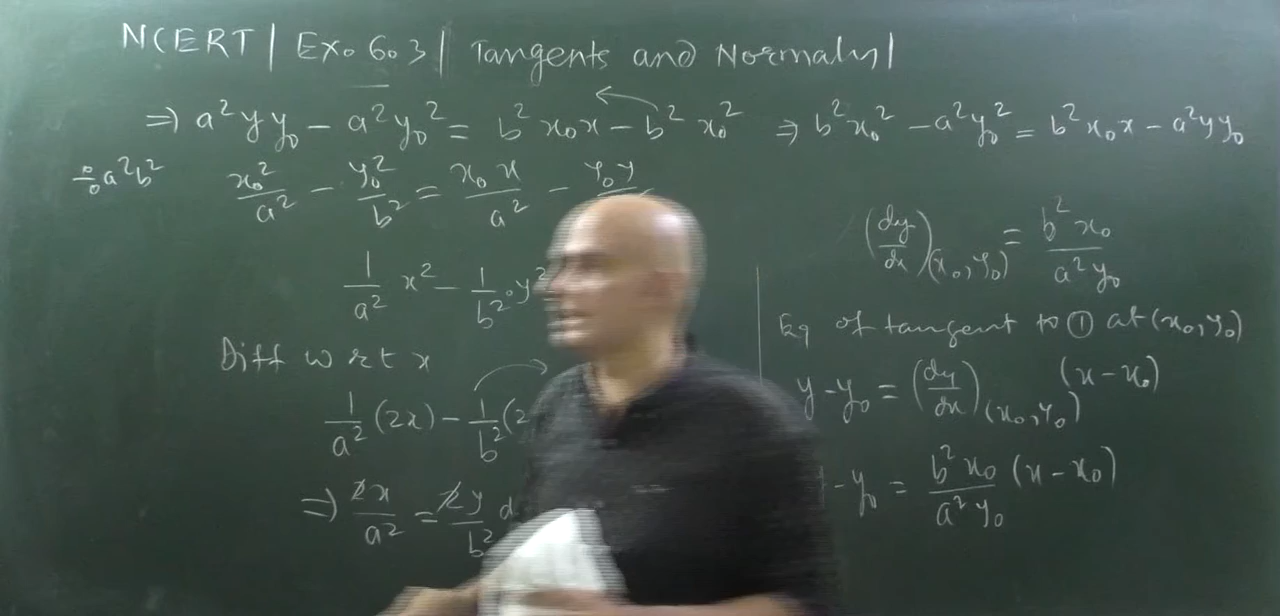 NCERT | Ex. 6.3 | Tangents and Normals |
⇒ a²yy₀ - a²y₀² = b²x₀x - b²x₀² ⇒ b²x₀² - a²y₀² = b²x₀x - a²yy₀
÷ a²b² x₀²/a² - y₀²/b² = x₀x/a² - y₀y/
1/a² x² - 1/b² · y²
Diff w r t x
1/a² (2x) - 1/b² (2
⇒ 2x/a² = 2y/b² d
(dy/dx)(x₀, y₀) = b²x₀/a²y₀
Eq of tangent to ① at (x₀, y₀)
y - y₀ = (dy/dx)(x₀, y₀) (x - x₀)
- y₀ = b²x₀/a²y₀ (x - x₀)